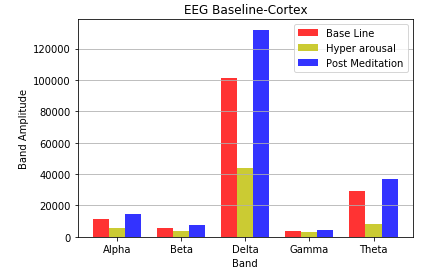 EEG Baseline-Cortex
Base Line
Hyper arousal
Post Meditation
Band Amplitude
120000
100000
80000
60000
40000
20000
0
Alpha Beta Delta Gamma Theta
Band